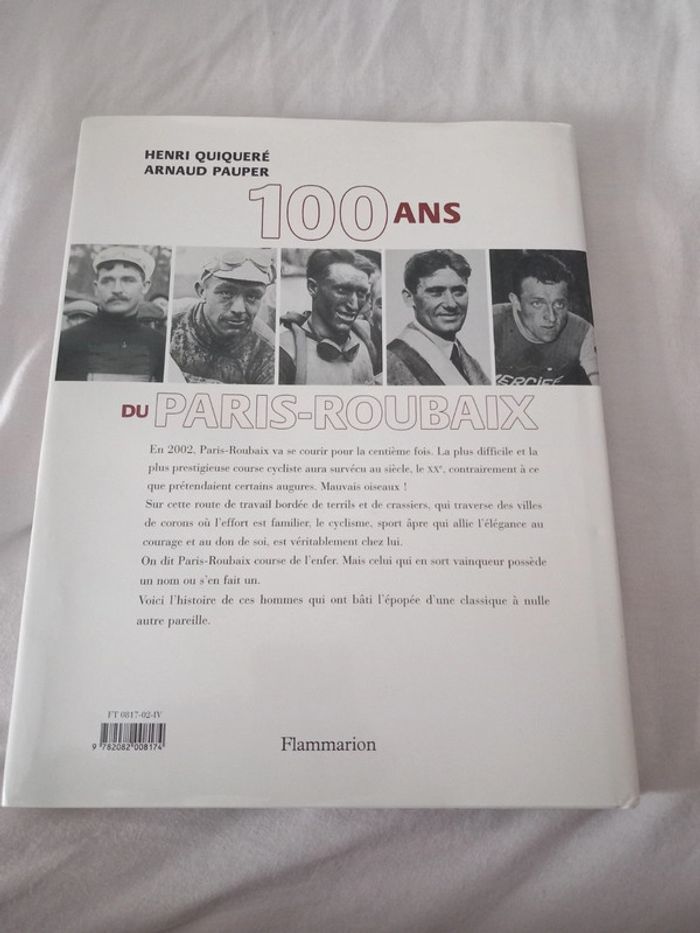 HENRI QUIQUERÉ
ARNAUD PAUPER
100 ANS
MERCIER
DU PARIS-ROUBAIX
En 2002, Paris-Roubaix va se courir pour la centième fois. La plus difficile et la
plus prestigieuse course cycliste aura survécu au siècle, le XXe, contrairement à ce
que prétendaient certains augures. Mauvais oiseaux !
Sur cette route de travail bordée de terrils et de crassiers, qui traverse des villes
de corons où l'effort est familier, le cyclisme, sport âpre qui allie l'élégance au
courage et au don de soi, est véritablement chez lui.
On dit Paris-Roubaix course de l'enfer. Mais celui qui en sort vainqueur possède
un nom ou s'en fait un.
Voici l'histoire de ces hommes qui ont bâti l'épopée d'une classique à nulle
autre pareille.
FT 0817-02-IV
9 782082 008174
Flammarion